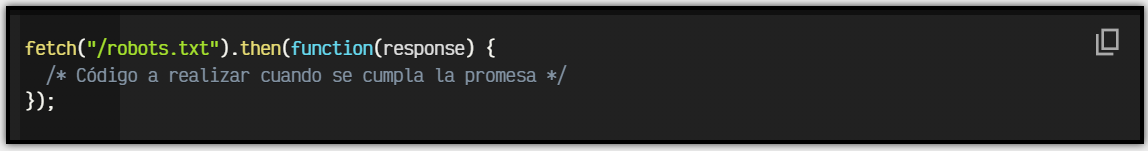 fetch("/robots.txt").then(function(response) {
  /* Código a realizar cuando se cumpla la promesa */
});